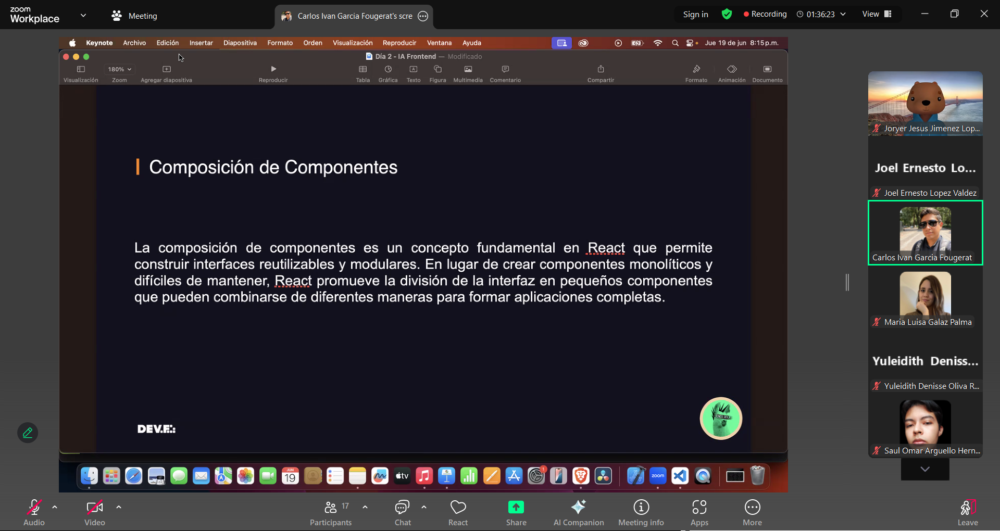 zoom
Workplace
Meeting
Carlos Ivan Garcia Fougerat's scre
Sign in
Recording
01:36:23
View
Keynote Archivo Edición Insertar Diapositiva Formato Orden Visualización Reproducir Ventana Ayuda
Jue 19 de jun 8:15 p.m.
Día 2 - IA Frontend — Modificado
180%
Visualización Zoom Agregar diapositiva Reproducir Tabla Gráfica Texto Figura Multimedia Comentario Compartir Formato Animación Documento
Composición de Componentes
La composición de componentes es un concepto fundamental en React que permite
construir interfaces reutilizables y modulares. En lugar de crear componentes monolíticos y
difíciles de mantener, React promueve la división de la interfaz en pequeños componentes
que pueden combinarse de diferentes maneras para formar aplicaciones completas.
DEV.F.:
SOMOS DEV.F
JUN
19
tv
1
zoom
Joryer Jesus Jimenez Lop...
Joel Ernesto Lo...
Joel Ernesto Lopez Valdez
Carlos Ivan Garcia Fougerat
Maria Luisa Galaz Palma
Yuleidith Deniss...
Yuleidith Denisse Oliva R...
Saul Omar Arguello Hern...
Audio
Video
17
Participants
Chat
React
Share
AI Companion
Meeting info
Apps
More
Leave